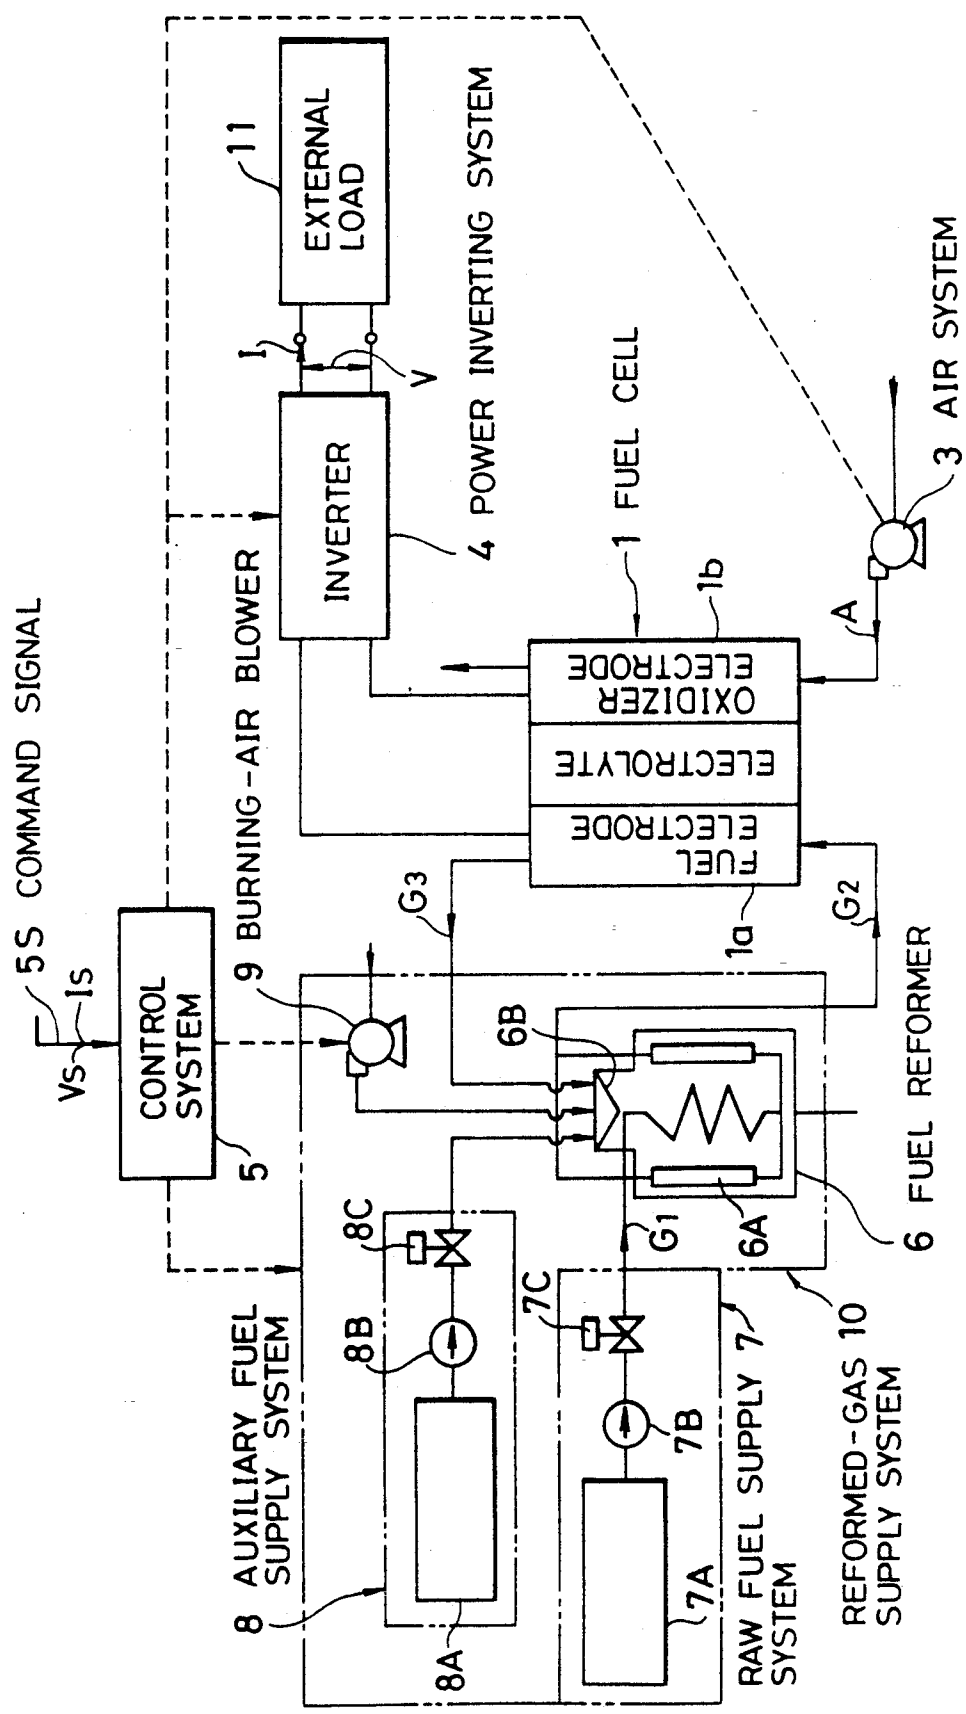 5S COMMAND SIGNAL
Vs
Is
CONTROL
SYSTEM
5
9 BURNING-AIR BLOWER
INVERTER
4 POWER INVERTING SYSTEM
I
V
EXTERNAL
LOAD
11
8 AUXILIARY FUEL
SUPPLY SYSTEM
8A
8B
8C
7A
7B
7C
RAW FUEL SUPPLY 7
SYSTEM
REFORMED-GAS 10
SUPPLY SYSTEM
G1
6A
6B
6 FUEL REFORMER
G3
G2
1a
FUEL
ELECTRODE
ELECTROLYTE
OXIDIZER
ELECTRODE
1b
1 FUEL CELL
A
3 AIR SYSTEM